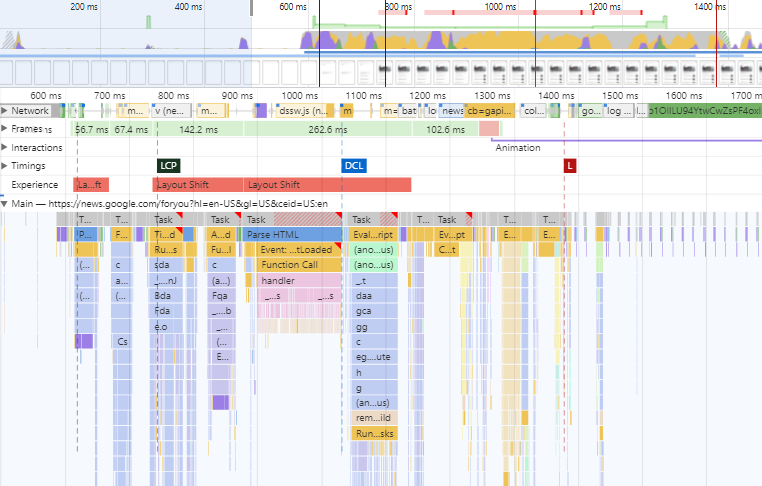 200 ms 400 ms 600 ms 800 ms 1000 ms 1200 ms 1400 ms
600 ms 700 ms 800 ms 900 ms 1000 ms 1100 ms 1200 ms 1300 ms 1400 ms 1500 ms 1600 ms 1700 ms
Network m... v (ne... m... dssw.js (n... m m= bat lo news cb=gapi... col... go... log ... l...
Frames 56.7 ms 67.4 ms 142.2 ms 262.6 ms 102.6 ms
Interactions Animation
Timings LCP DCL L
Experience La...ft Layout Shift Layout Shift
Main — https://news.google.com/foryou?hl=en-US&gl=US&ceid=US:en
T... T... Task Task Task Task T... Task T... T...
P... F... Ti...d A...d Parse HTML Eval...ript Ev...pt E... E...
Ru...s Fu...l Event: ...tLoaded (ano...us) C...t
(... c sda c Function Call (ano...us)
a... _...nJ (a...) handler _.t
(... (... Bda Fqa _...s _...s daa
Fda _....b gca
e.o _... gg
Cs (... c
E... eg...ute
h
g
(an...us)
rem...ild
Run...sks